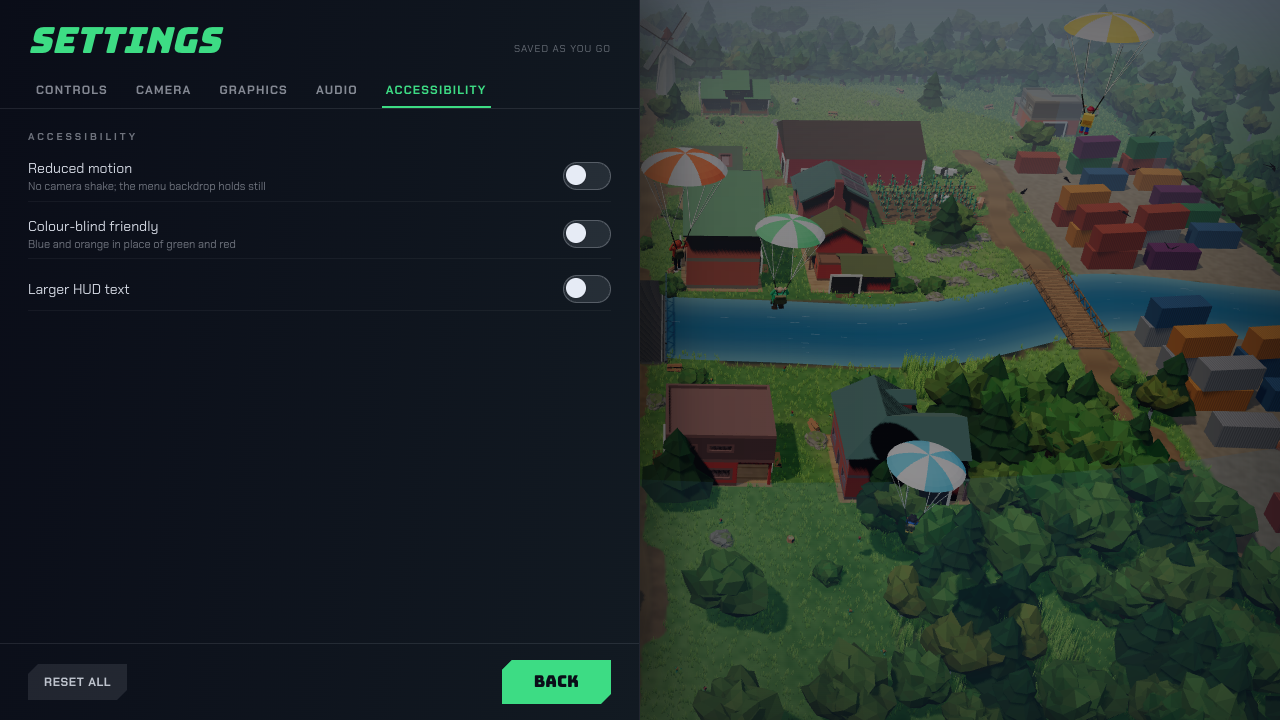 SETTINGS
SAVED AS YOU GO
CONTROLS CAMERA GRAPHICS AUDIO ACCESSIBILITY
ACCESSIBILITY
Reduced motion
No camera shake; the menu backdrop holds still
Colour-blind friendly
Blue and orange in place of green and red
Larger HUD text
RESET ALL
BACK